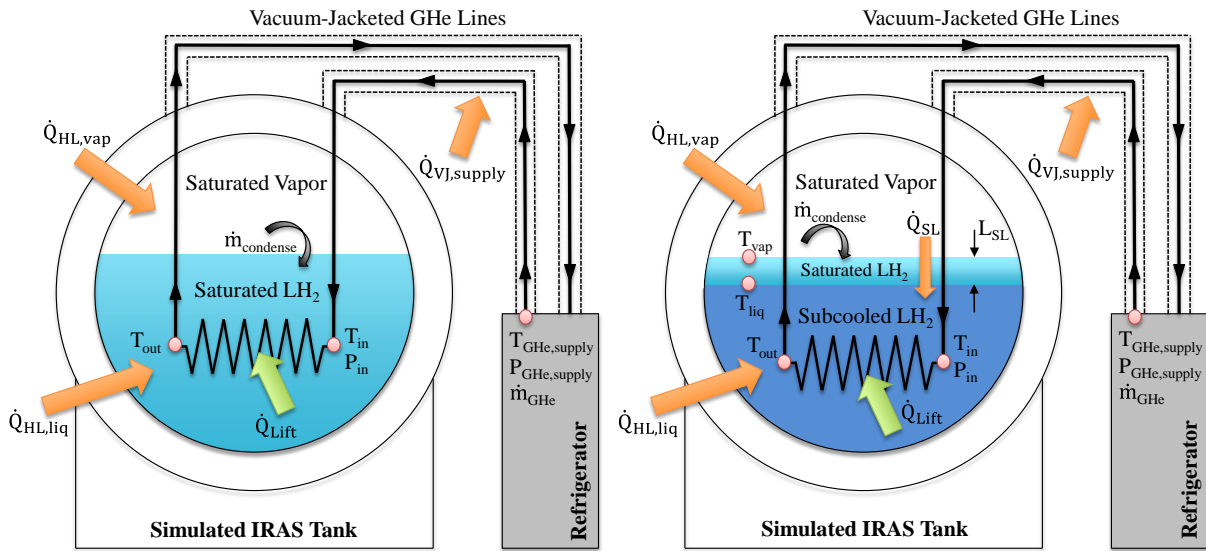 Vacuum-Jacketed GHe Lines
Q̇HL,vap
Saturated Vapor
Q̇VJ,supply
ṁcondense
Saturated LH2
Tout
Tin
Pin
Q̇HL,liq
Q̇Lift
TGHe,supply
PGHe,supply
ṁGHe
Refrigerator
Simulated IRAS Tank
Vacuum-Jacketed GHe Lines
Q̇HL,vap
Saturated Vapor
Q̇VJ,supply
ṁcondense
Q̇SL
LSL
Tvap
Saturated LH2
Tliq
Subcooled LH2
Tout
Tin
Pin
Q̇HL,liq
Q̇Lift
TGHe,supply
PGHe,supply
ṁGHe
Refrigerator
Simulated IRAS Tank